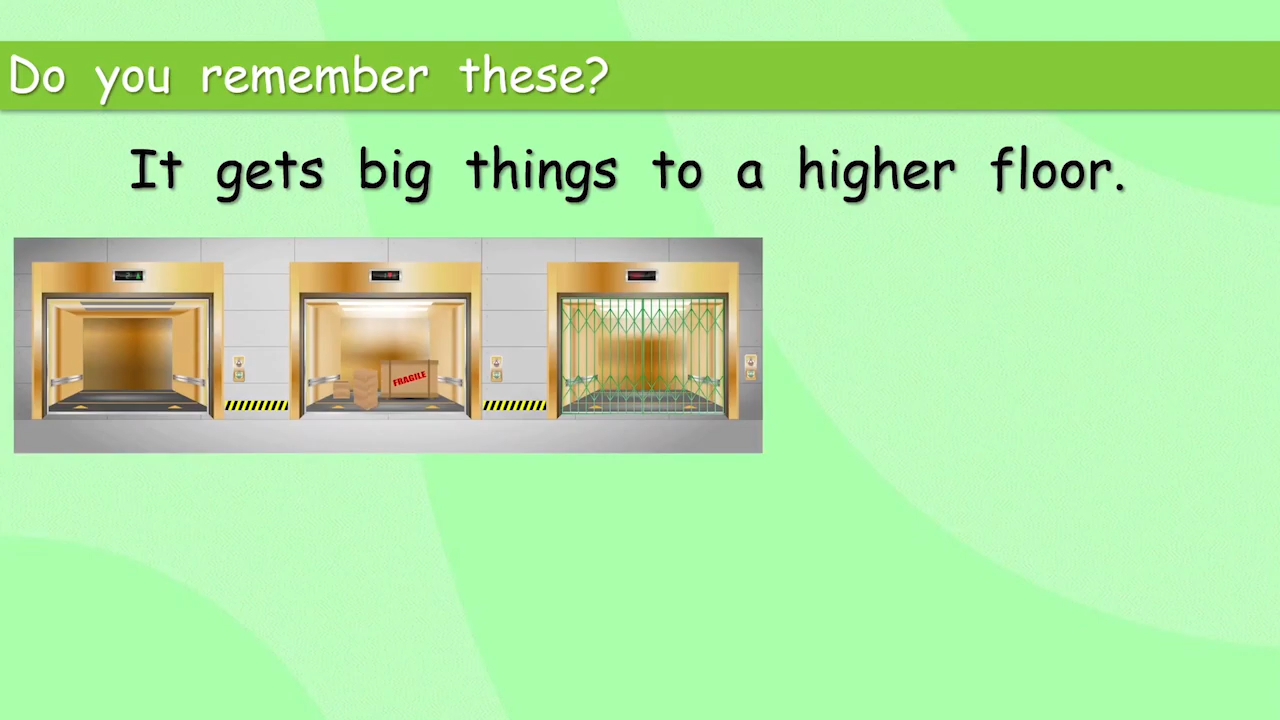 Do you remember these?
It gets big things to a higher floor.
FRAGILE